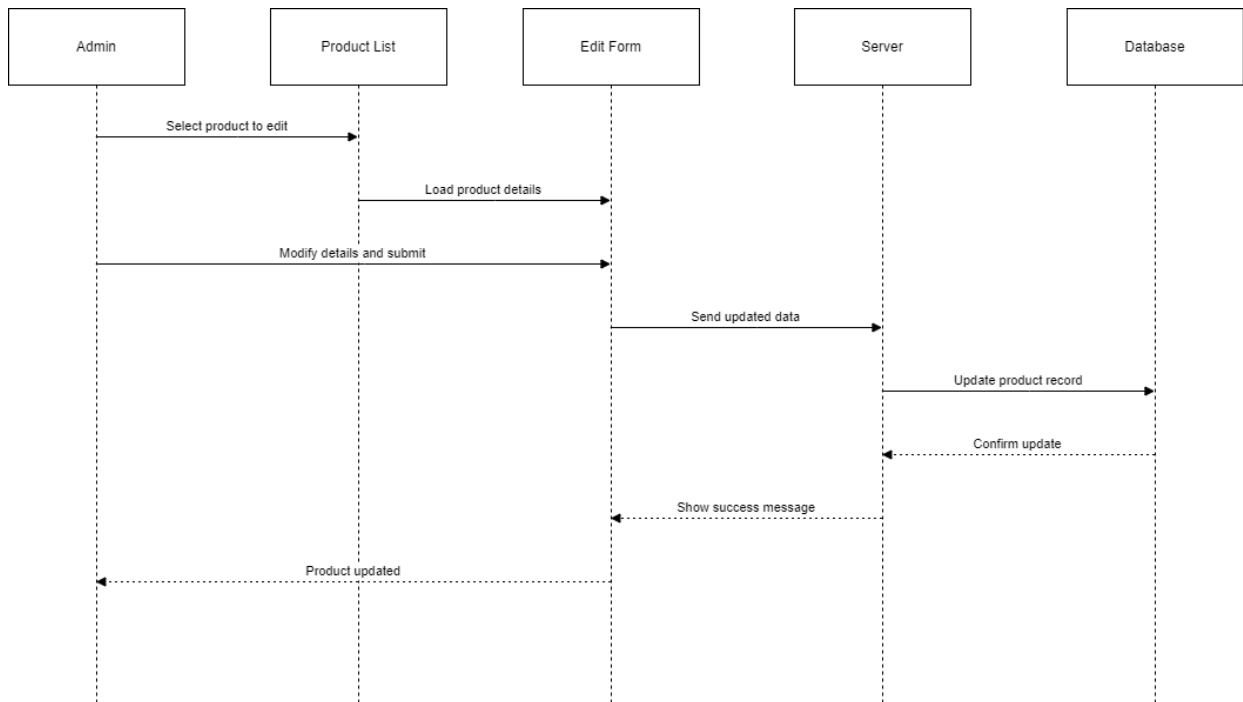 Admin
Product List
Edit Form
Server
Database
Select product to edit
Load product details
Modify details and submit
Send updated data
Update product record
Confirm update
Show success message
Product updated